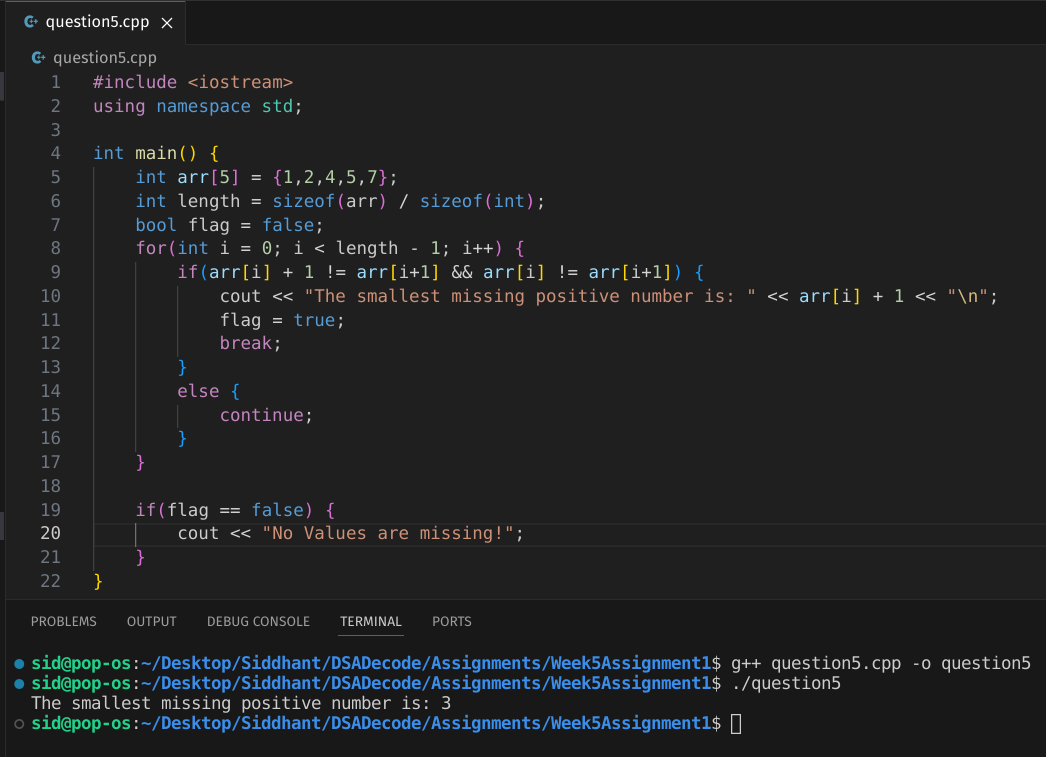 question5.cpp
question5.cpp
1 #include <iostream>
2 using namespace std;
3
4 int main() {
5     int arr[5] = {1,2,4,5,7};
6     int length = sizeof(arr) / sizeof(int);
7     bool flag = false;
8     for(int i = 0; i < length - 1; i++) {
9         if(arr[i] + 1 != arr[i+1] && arr[i] != arr[i+1]) {
10             cout << "The smallest missing positive number is: " << arr[i] + 1 << "\n";
11             flag = true;
12             break;
13         }
14         else {
15             continue;
16         }
17     }
18
19     if(flag == false) {
20         cout << "No Values are missing!";
21     }
22 }
PROBLEMS OUTPUT DEBUG CONSOLE TERMINAL PORTS
sid@pop-os:~/Desktop/Siddhant/DSADecode/Assignments/Week5Assignment1$ g++ question5.cpp -o question5
sid@pop-os:~/Desktop/Siddhant/DSADecode/Assignments/Week5Assignment1$ ./question5
The smallest missing positive number is: 3
sid@pop-os:~/Desktop/Siddhant/DSADecode/Assignments/Week5Assignment1$